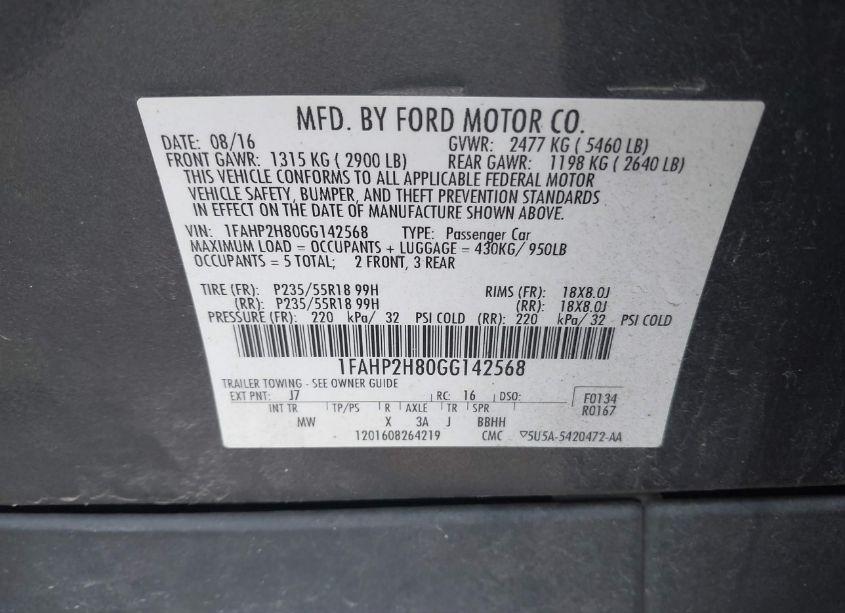 MFD. BY FORD MOTOR CO.
DATE: 08/16 GVWR: 2477 KG ( 5460 LB)
FRONT GAWR: 1315 KG ( 2900 LB) REAR GAWR: 1198 KG ( 2640 LB)
THIS VEHICLE CONFORMS TO ALL APPLICABLE FEDERAL MOTOR
VEHICLE SAFETY, BUMPER, AND THEFT PREVENTION STANDARDS
IN EFFECT ON THE DATE OF MANUFACTURE SHOWN ABOVE.
VIN: 1FAHP2H80GG142568 TYPE: Passenger Car
MAXIMUM LOAD = OCCUPANTS + LUGGAGE = 430KG/ 950LB
OCCUPANTS = 5 TOTAL; 2 FRONT, 3 REAR
TIRE (FR): P235/55R18 99H RIMS (FR): 18X8.0J
(RR): P235/55R18 99H (RR): 18X8.0J
PRESSURE (FR): 220 kPa/ 32 PSI COLD (RR): 220 kPa/ 32 PSI COLD
1FAHP2H80GG142568
TRAILER TOWING - SEE OWNER GUIDE
EXT PNT: J7 RC: 16 DSO: F0134
INT TR TP/PS R AXLE TR SPR R0167
MW X 3A J BBHH
1201608264219 CMC ▽5U5A-5420472-AA